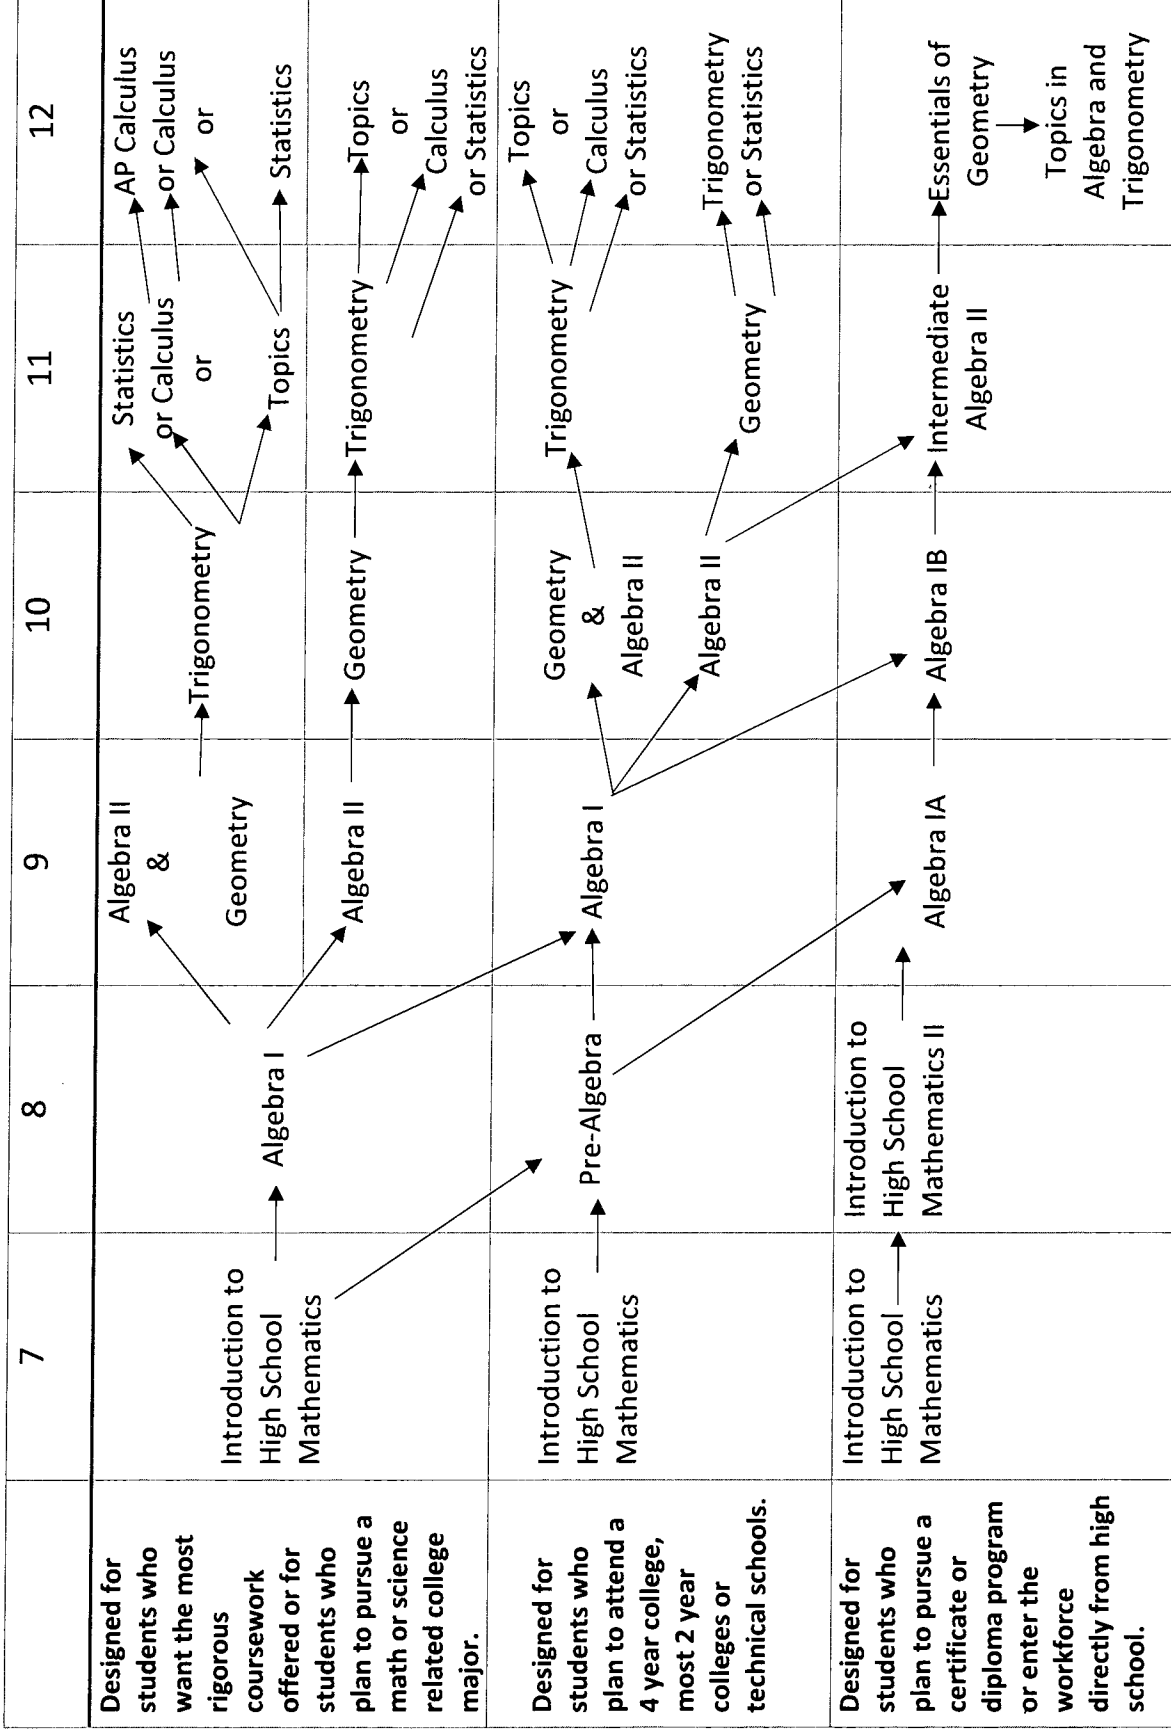 7
8
9
10
11
12
Designed for
students who
want the most
rigorous
coursework
offered or for
students who
plan to pursue a
math or science
related college
major.
Introduction to
High School
Mathematics
Algebra I
Algebra II
&
Geometry
Trigonometry
Statistics
or Calculus
or
Topics
AP Calculus
or Calculus
or
Statistics
Algebra II
Geometry
Trigonometry
Topics
or
Calculus
or Statistics
Designed for
students who
plan to attend a
4 year college,
most 2 year
colleges or
technical schools.
Introduction to
High School
Mathematics
Pre-Algebra
Algebra I
Geometry
&
Algebra II
Trigonometry
Topics
or
Calculus
or Statistics
Algebra II
Geometry
Trigonometry
or Statistics
Designed for
students who
plan to pursue a
certificate or
diploma program
or enter the
workforce
directly from high
school.
Introduction to
High School
Mathematics
Introduction to
High School
Mathematics II
Algebra IA
Algebra IB
Intermediate
Algebra II
Essentials of
Geometry
Topics in
Algebra and
Trigonometry